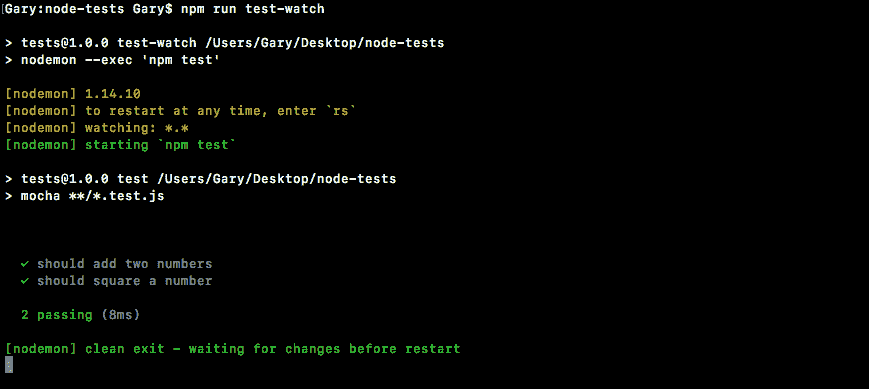 Gary:node-tests Gary$ npm run test-watch
> tests@1.0.0 test-watch /Users/Gary/Desktop/node-tests
> nodemon --exec 'npm test'
[nodemon] 1.14.10
[nodemon] to restart at any time, enter `rs`
[nodemon] watching: *.*
[nodemon] starting `npm test`
> tests@1.0.0 test /Users/Gary/Desktop/node-tests
> mocha **/*.test.js
✓ should add two numbers
✓ should square a number
2 passing (8ms)
[nodemon] clean exit - waiting for changes before restart